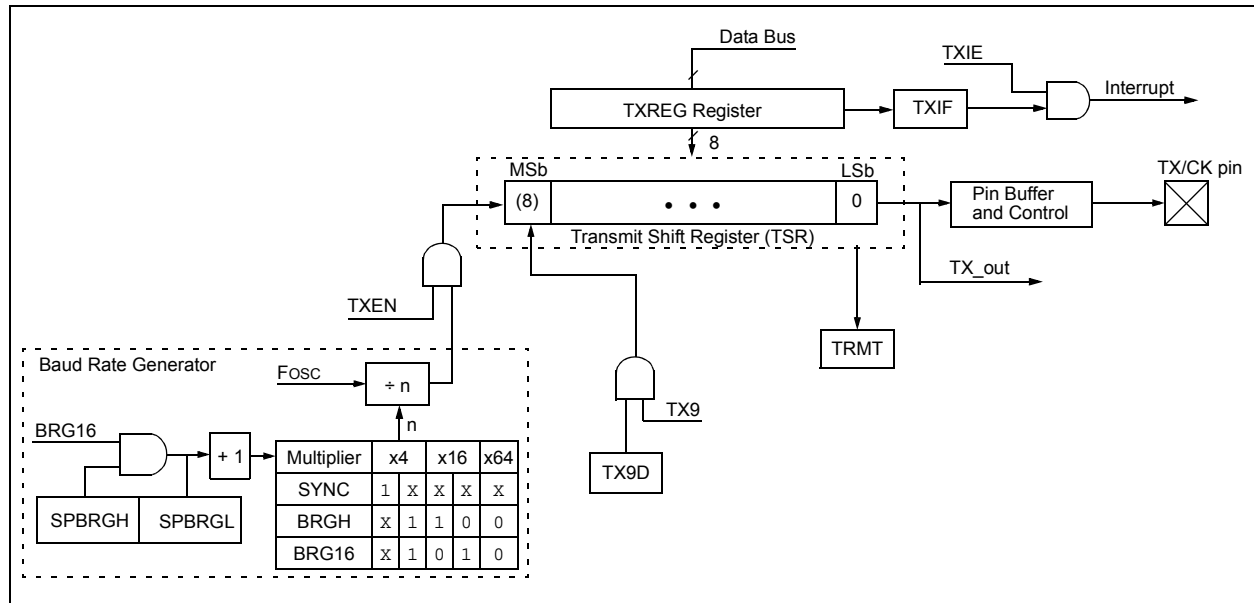 Data Bus
TXIE
Interrupt
TXREG Register
TXIF
8
MSb
LSb
TX/CK pin
(8)
• • •
0
Pin Buffer
and Control
Transmit Shift Register (TSR)
TX_out
TXEN
TRMT
Baud Rate Generator
FOSC
÷ n
n
TX9
BRG16
+ 1
TX9D
Multiplier x4 x16 x64
SYNC 1 X X X X
BRGH X 1 1 0 0
BRG16 X 1 0 1 0
SPBRGH SPBRGL